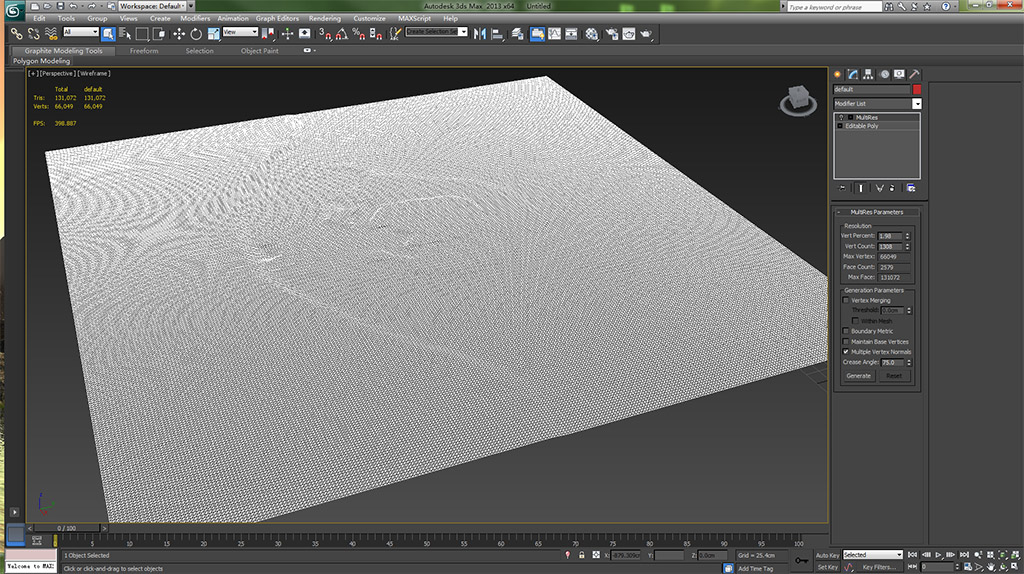 Workspace: Default
Autodesk 3ds Max 2013 x64 Untitled
Type a keyword or phrase
Edit Tools Group Views Create Modifiers Animation Graph Editors Rendering Customize MAXScript Help
All View Create Selection Se
Graphite Modeling Tools Freeform Selection Object Paint
Polygon Modeling
[+] [Perspective] [Wireframe]
Total default
Tris: 131,072 131,072
Verts: 66,049 66,049
FPS: 398.887
default
Modifier List
MultiRes
Editable Poly
MultiRes Parameters
Resolution
Vert Percent: 1.98
Vert Count: 1308
Max Vertex: 66049
Face Count: 2579
Max Face: 131072
Generation Parameters
Vertex Merging
Threshold: 0.0cm
Within Mesh
Boundary Metric
Maintain Base Vertices
Multiple Vertex Normals
Crease Angle: 75.0
Generate Reset
0 / 100
5 10 15 20 25 30 35 40 45 50 55 60 65 70 75 80 85 90 95 100
1 Object Selected
X: -879.309cm Y: Z: 0.0cm Grid = 25.4cm
Auto Key Selected
Welcome to MAX!
Click or click-and-drag to select objects
Add Time Tag
Set Key Key Filters... 0